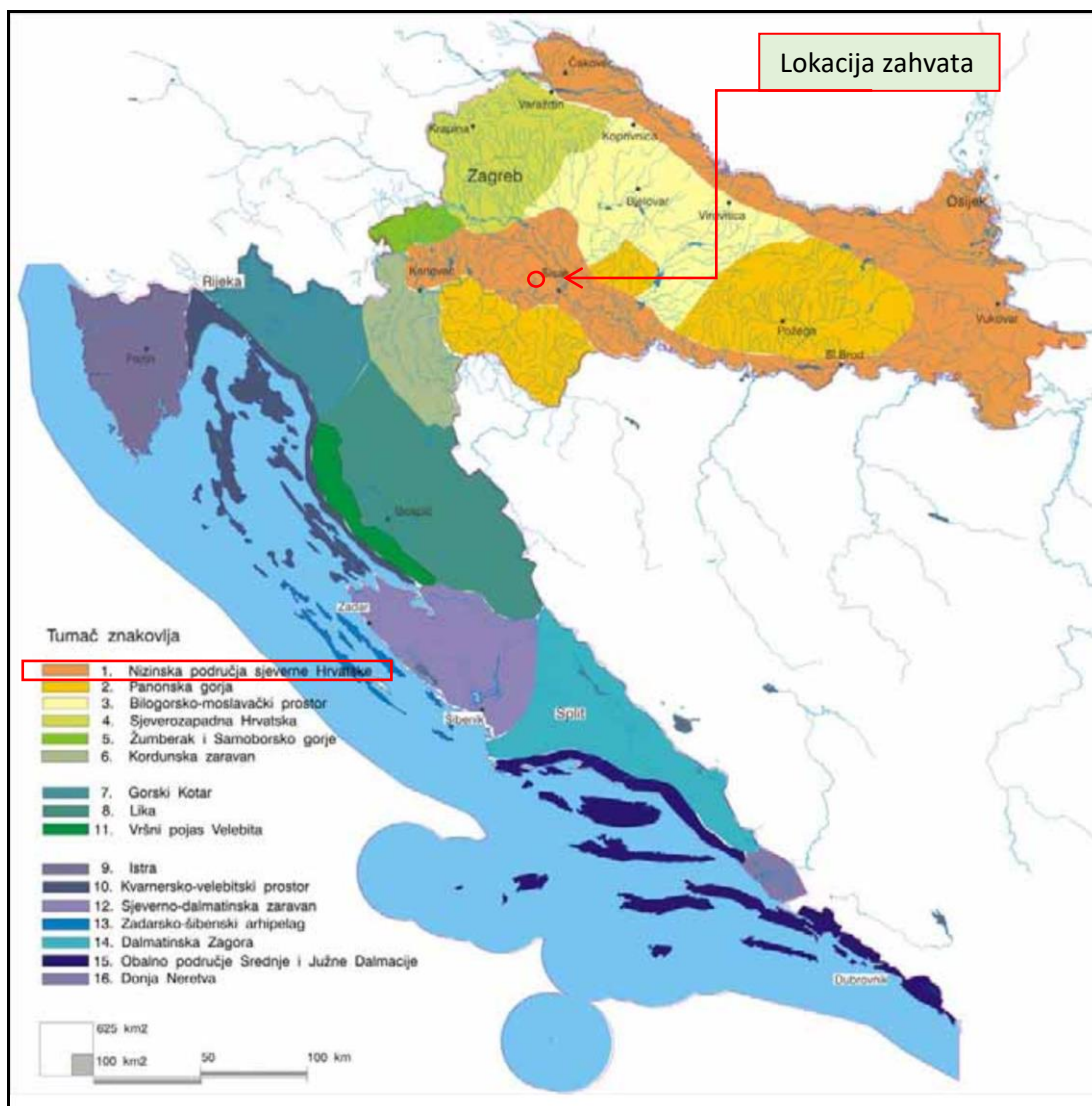 Lokacija zahvata
Čakovec
Varaždin
Krapina
Koprivnica
Zagreb
Bjelovar
Virovitica
Osijek
Karlovac
Sisak
Rijeka
Vukovar
Požega
Sl.Brod
Pazin
Gospić
Zadar
Tumač znakovlja
1. Nizinska područja sjeverne Hrvatske
2. Panonska gorja
3. Bilogorsko-moslavački prostor
4. Sjeverozapadna Hrvatska
5. Žumberak i Samoborsko gorje
6. Kordunska zaravan
Šibenik
Split
7. Gorski Kotar
8. Lika
11. Vršni pojas Velebita
9. Istra
10. Kvarnersko-velebitski prostor
12. Sjeverno-dalmatinska zaravan
13. Zadarsko-šibenski arhipelag
14. Dalmatinska Zagora
15. Obalno područje Srednje i Južne Dalmacije
16. Donja Neretva
Dubrovnik
625 km2
100 km2
50
100 km